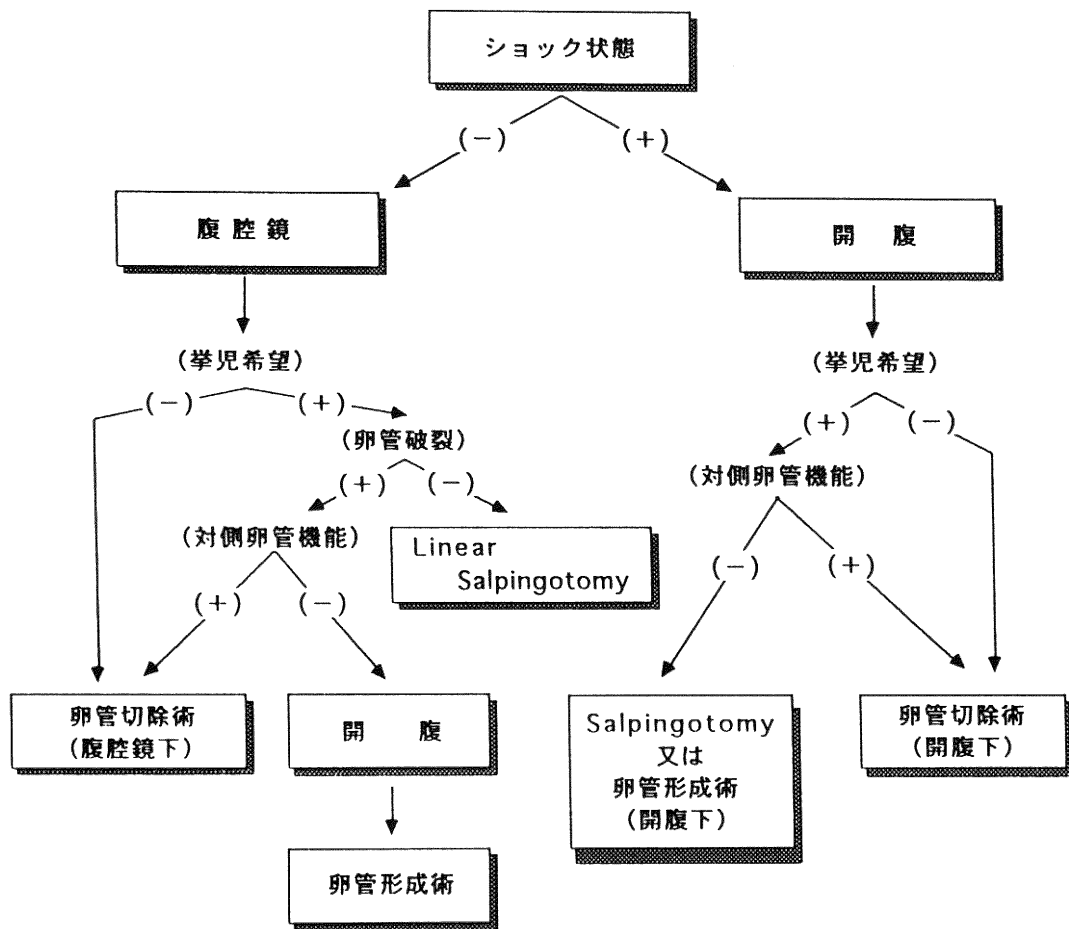 ショック状態
(－)
(＋)
腹腔鏡
開腹
(挙児希望)
(挙児希望)
(－)
(＋)
(＋)
(－)
(卵管破裂)
(対側卵管機能)
(＋)
(－)
(対側卵管機能)
Linear
Salpingotomy
(－)
(＋)
(＋)
(－)
卵管切除術
(腹腔鏡下)
開腹
Salpingotomy
又は
卵管形成術
(開腹下)
卵管切除術
(開腹下)
卵管形成術